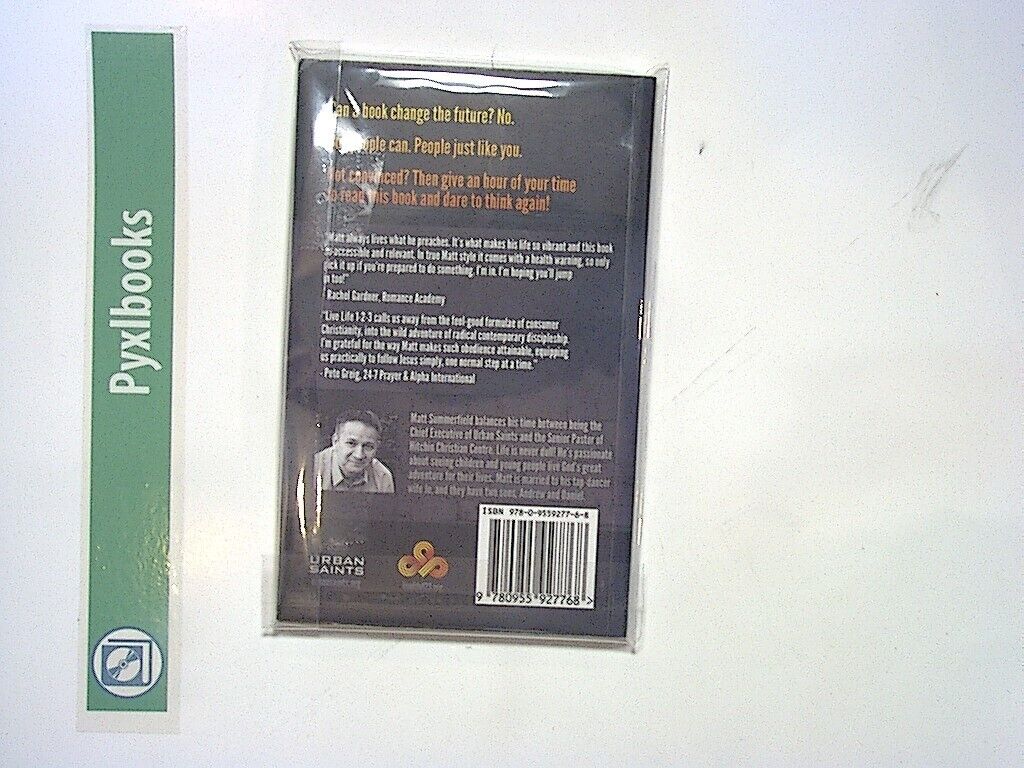 Pyxlbooks
Can a book change the future? No.
people can. People just like you.
Not convinced? Then give an hour of your time
to read this book and dare to think again!
"Matt always lives what he preaches. It's what makes his life so vibrant and this book
so accessible and relevant. In true Matt style it comes with a health warning, so only
pick it up if you're prepared to do something. I'm in. I'm hoping you'll jump
in too!"
Rachel Gardner, Romance Academy
"Live Life 1-2-3 calls us away from the feel-good formulae of consumer
Christianity, into the wild adventure of radical contemporary discipleship.
I'm grateful for the way Matt makes such obedience attainable, equipping
us practically to follow Jesus simply, one normal step at a time."
- Pete Greig, 24-7 Prayer & Alpha International
Matt Summerfield balances his time between being the
Chief Executive of Urban Saints and the Senior Pastor of
Hitchin Christian Centre. Life is never dull! He's passionate
about seeing children and young people live God's great
adventure for their lives. Matt is married to his tap-dancer
wife Jo, and they have two sons, Andrew and Daniel.
ISBN 978-0-9559277-6-8
9 780955 927768 >
URBAN
SAINTS